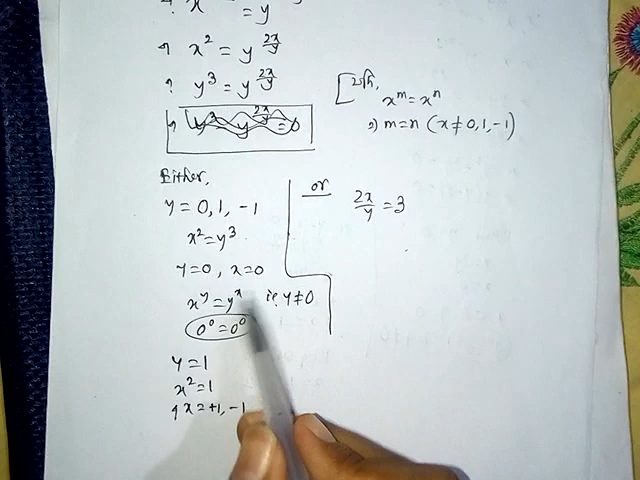 = y
⇒ x² = y^(2x/y)
⇒ y³ = y^(2x/y)
x^m = x^n
⇒ m = n (x ≠ 0, 1, -1)
Either,
y = 0, 1, -1
x² = y³
y = 0, x = 0
x^y = y^x ie, y ≠ 0
0⁰ = 0⁰
y = 1
x² = 1
⇒ x = +1, -1
or
2x/y = 3